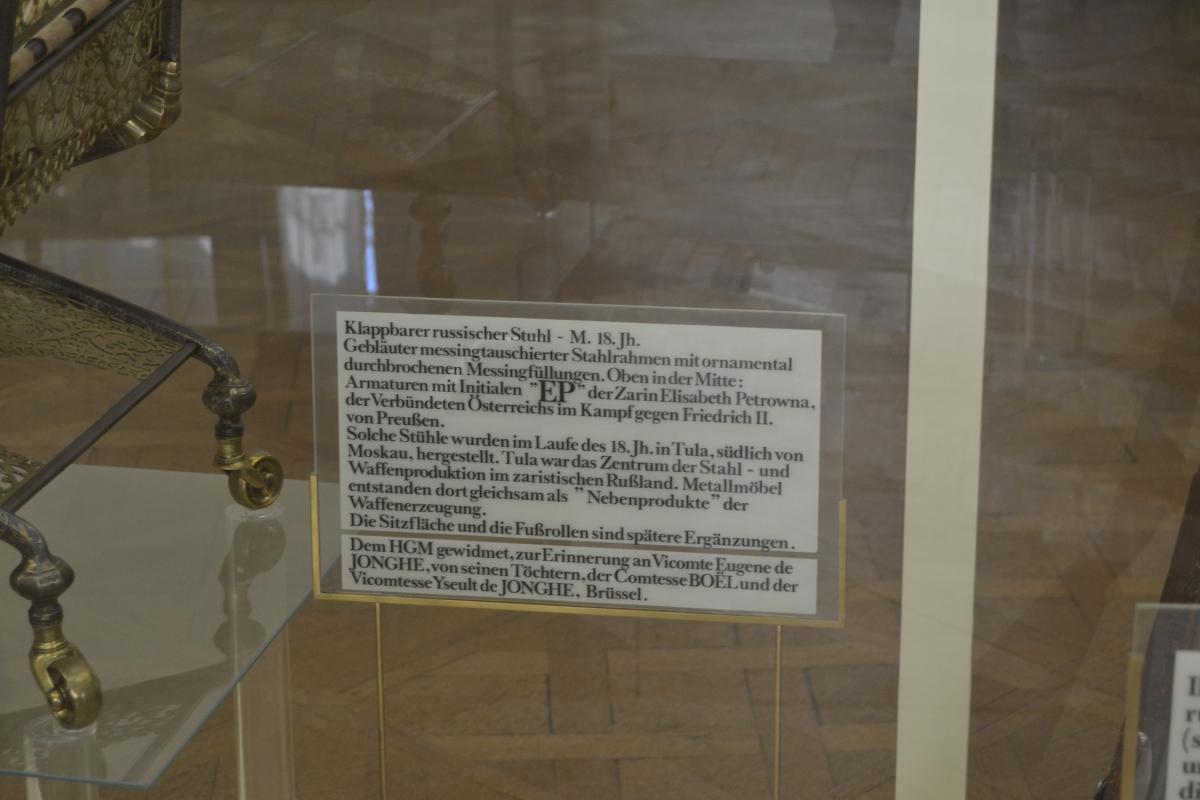 Klappbarer russischer Stuhl - M. 18. Jh.
Gebläuter messingtauschierter Stahlrahmen mit ornamental
durchbrochenen Messingfüllungen. Oben in der Mitte:
Armaturen mit Initialen "EP" der Zarin Elisabeth Petrowna,
der Verbündeten Österreichs im Kampf gegen Friedrich II.
von Preußen.
Solche Stühle wurden im Laufe des 18. Jh. in Tula, südlich von
Moskau, hergestellt. Tula war das Zentrum der Stahl - und
Waffenproduktion im zaristischen Rußland. Metallmöbel
entstanden dort gleichsam als "Nebenprodukte" der
Waffenerzeugung.
Die Sitzfläche und die Fußrollen sind spätere Ergänzungen.
Dem HGM gewidmet, zur Erinnerung an Vicomte Eugene de
JONGHE, von seinen Töchtern, der Comtesse BOËL und der
Vicomtesse Yseult de JONGHE, Brüssel.